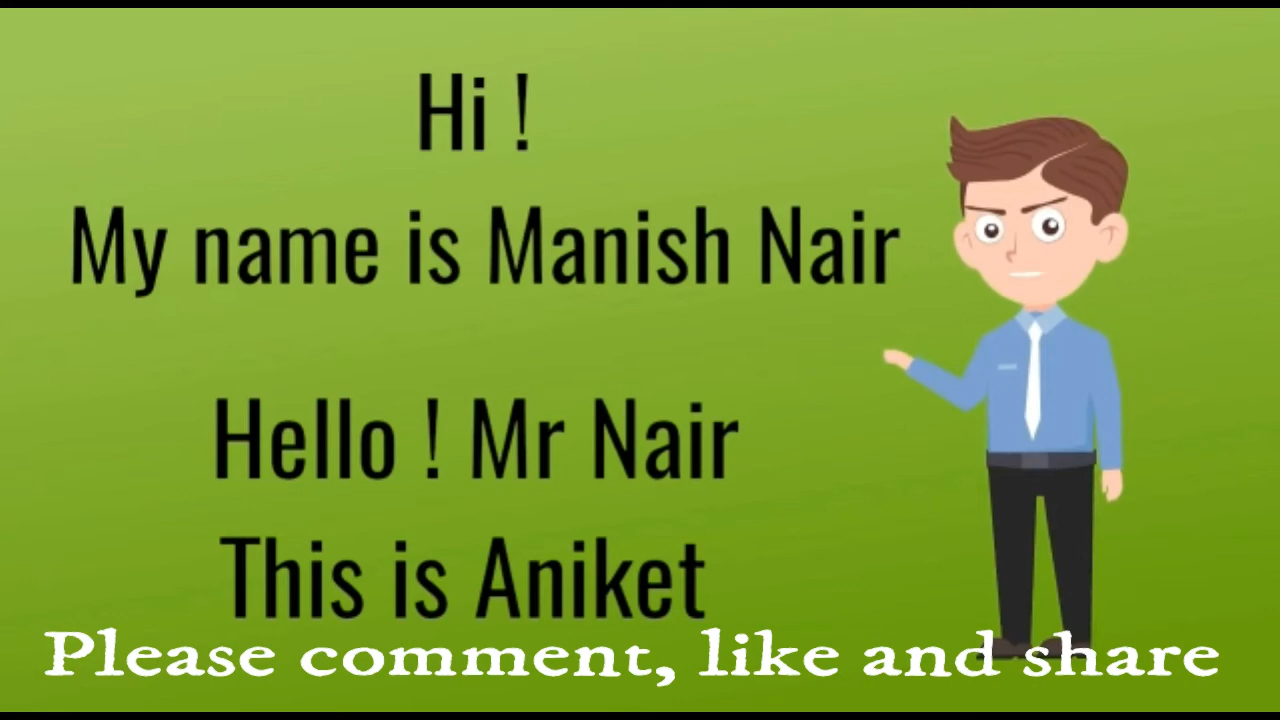 Hi !
My name is Manish Nair
Hello ! Mr Nair
This is Aniket
Please comment, like and share